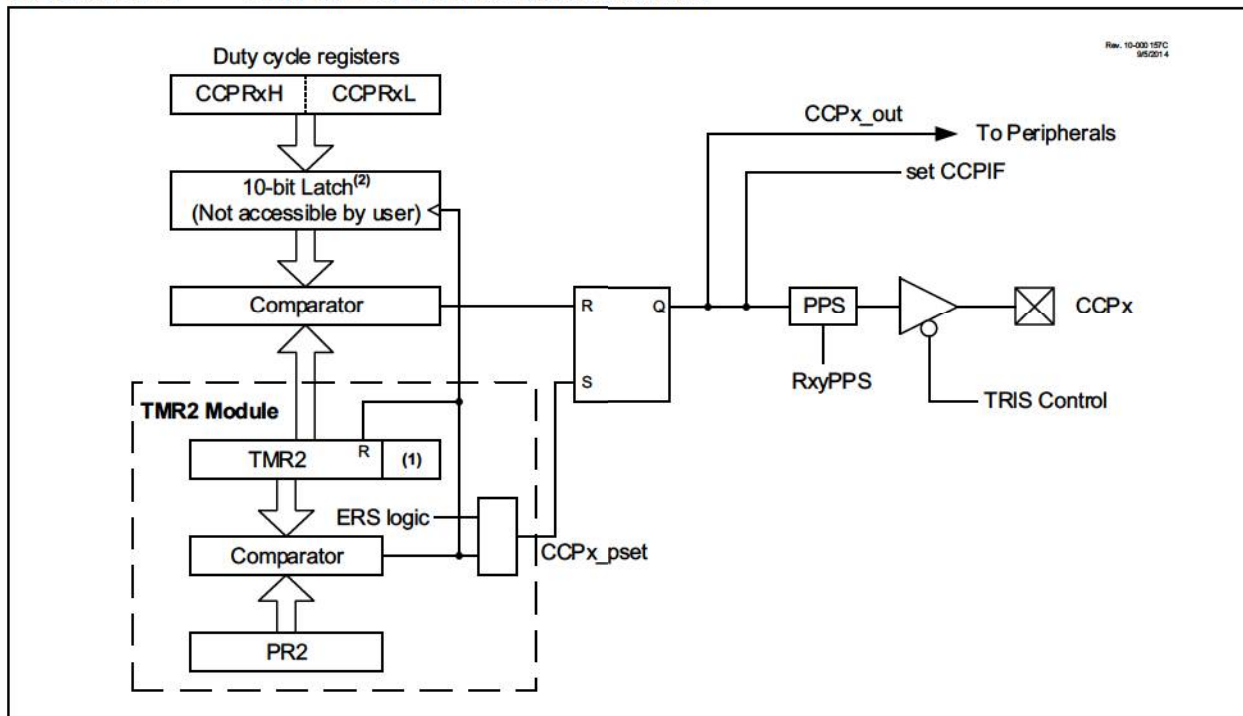 Rev. 10-000 157C
9/5/2014
Duty cycle registers
CCPRxH CCPRxL
CCPx_out
To Peripherals
set CCPIF
10-bit Latch(2)
(Not accessible by user)
Comparator
R Q
S
PPS
CCPx
RxyPPS
TRIS Control
TMR2 Module
R
TMR2 (1)
ERS logic
CCPx_pset
Comparator
PR2